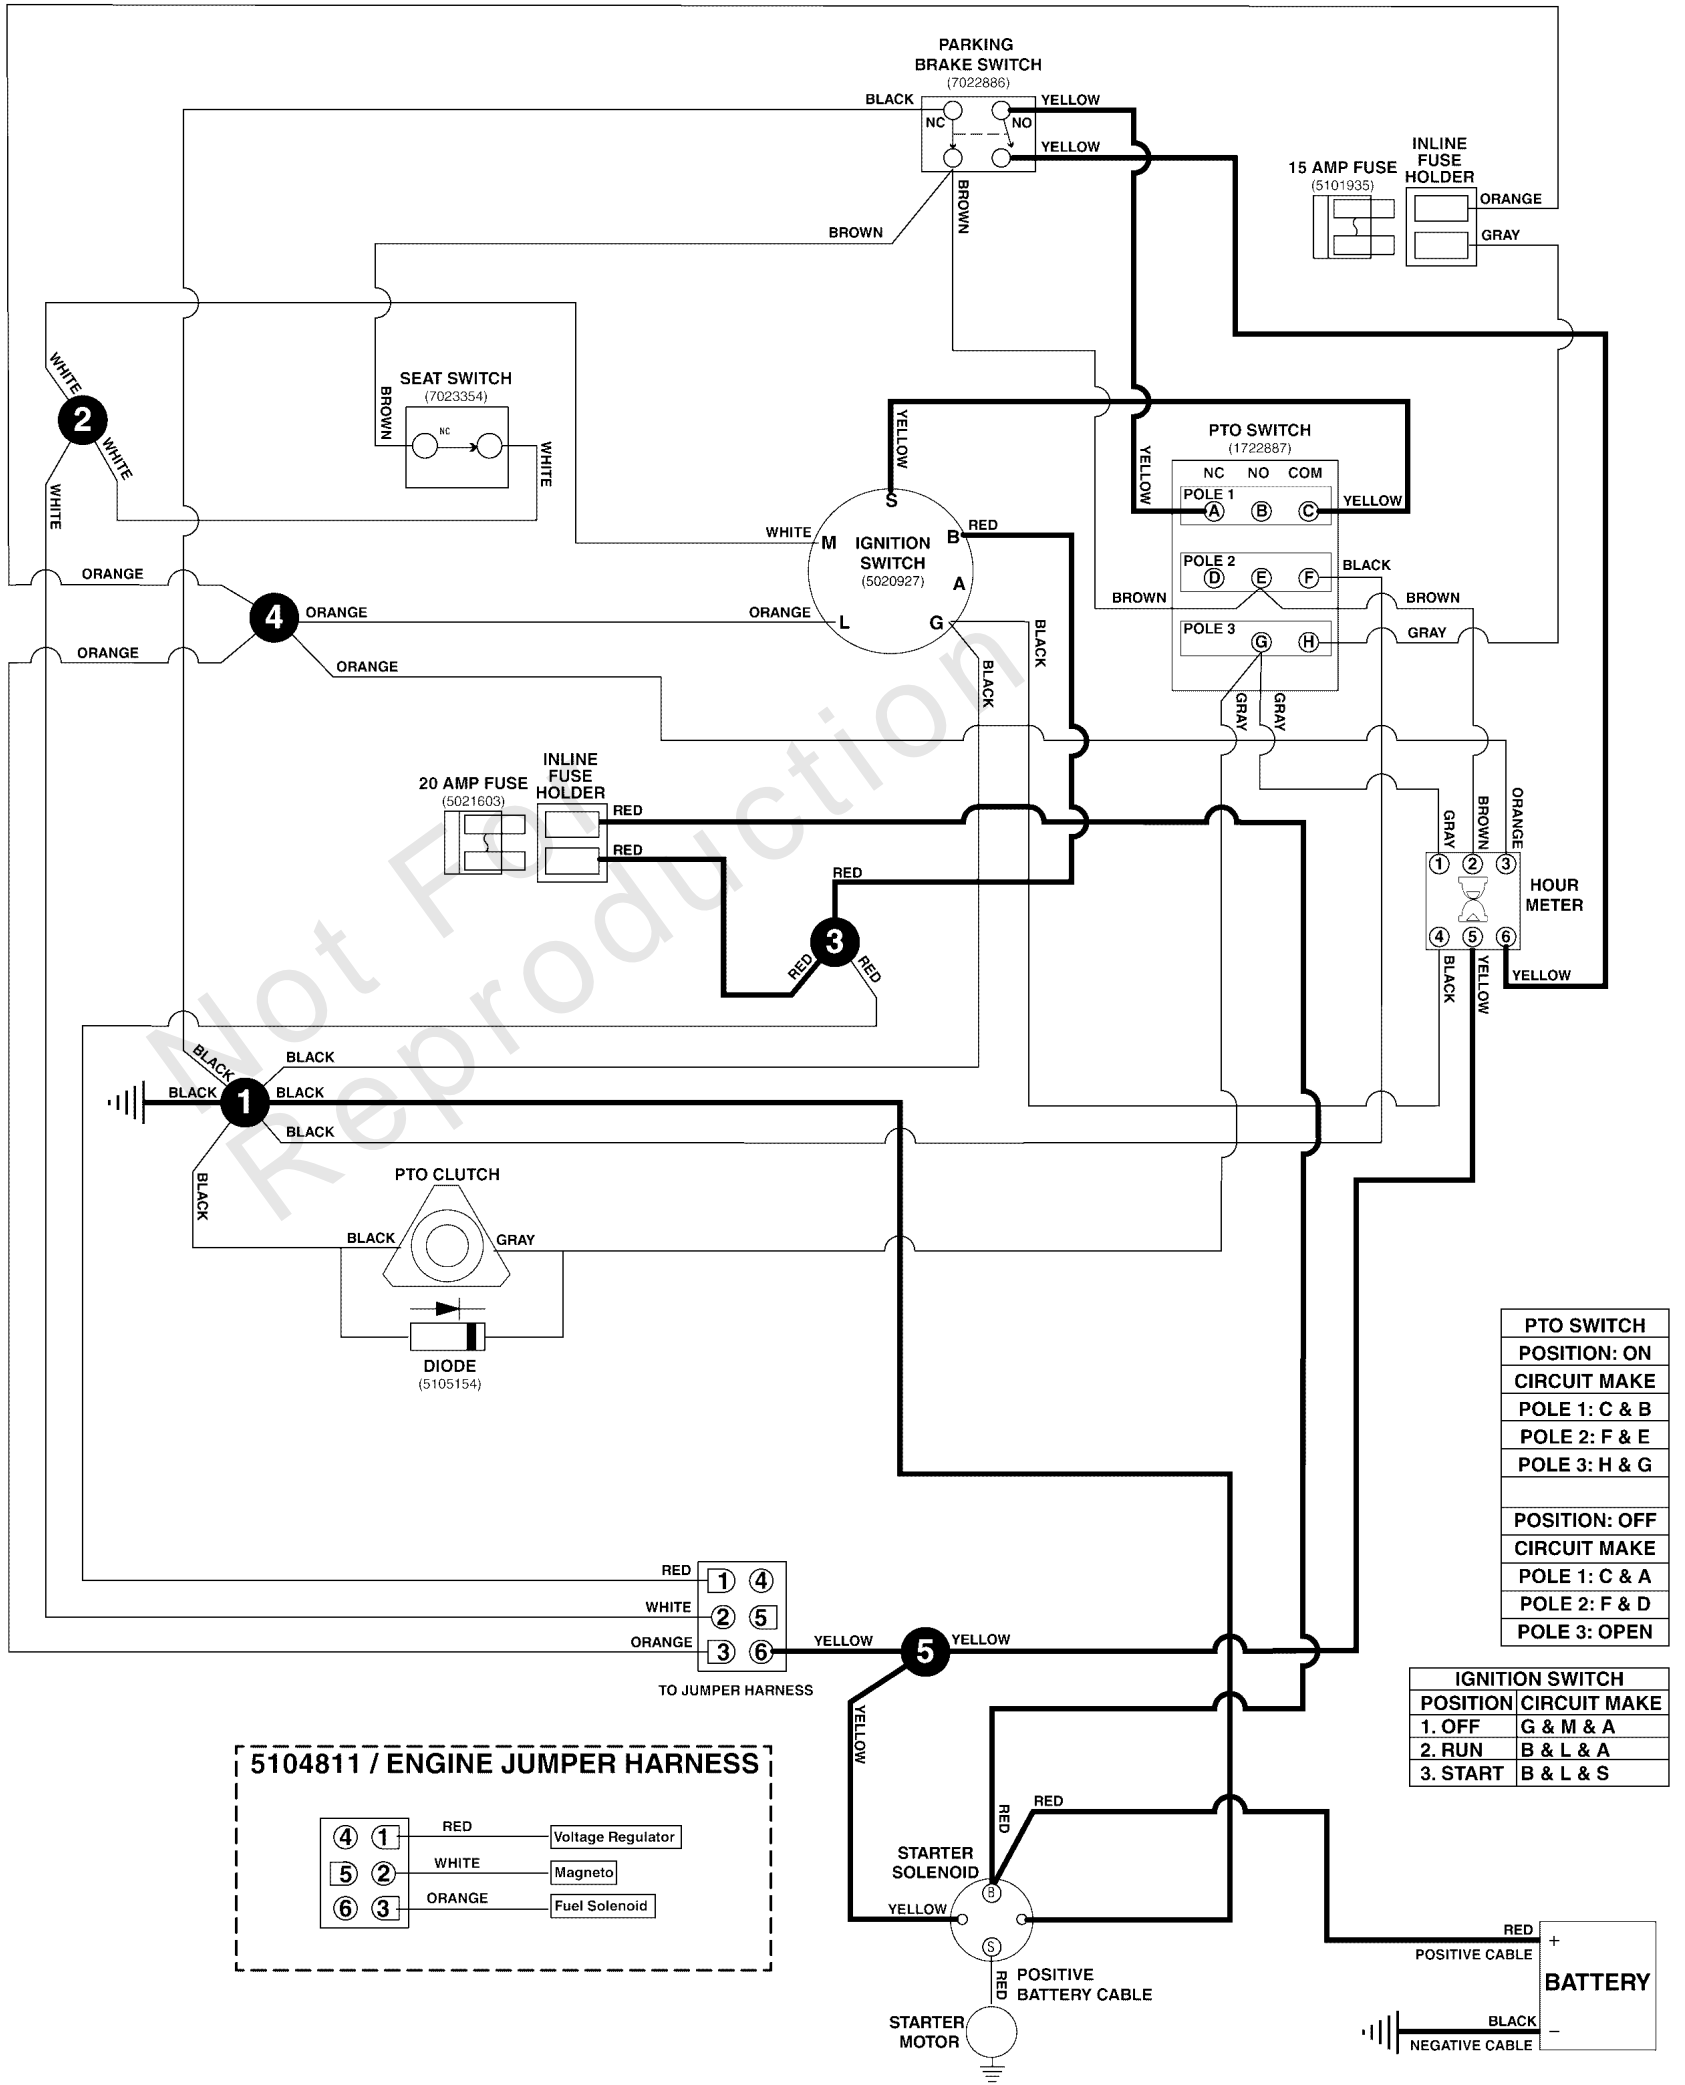 PARKING
BRAKE SWITCH
(7022886)
BLACK
YELLOW
NC
NO
YELLOW
BROWN
BROWN
15 AMP FUSE
(5101935)
INLINE
FUSE
HOLDER
ORANGE
GRAY
WHITE
2
WHITE
WHITE
SEAT SWITCH
(7023354)
BROWN
NC
WHITE
YELLOW
S
WHITE
M
IGNITION
SWITCH
(5020927)
B
RED
A
L
G
BLACK
BLACK
YELLOW
PTO SWITCH
(1722887)
NC NO COM
POLE 1
A B C
YELLOW
POLE 2
D E F
BLACK
BROWN
BROWN
POLE 3
G H
GRAY
GRAY
GRAY
ORANGE
4
ORANGE
ORANGE
ORANGE
ORANGE
20 AMP FUSE
(5021603)
INLINE
FUSE
HOLDER
RED
RED
RED
3
RED
RED
GRAY
BROWN
ORANGE
1 2 3
HOUR
METER
4 5 6
BLACK
YELLOW
YELLOW
Not For
Reproduction
BLACK
BLACK
BLACK
1
BLACK
BLACK
BLACK
PTO CLUTCH
BLACK
GRAY
DIODE
(5105154)
PTO SWITCH
POSITION: ON
CIRCUIT MAKE
POLE 1: C & B
POLE 2: F & E
POLE 3: H & G
POSITION: OFF
CIRCUIT MAKE
POLE 1: C & A
POLE 2: F & D
POLE 3: OPEN
IGNITION SWITCH
POSITION CIRCUIT MAKE
1. OFF G & M & A
2. RUN B & L & A
3. START B & L & S
RED
1 4
WHITE
2 5
ORANGE
3 6
YELLOW
5
YELLOW
TO JUMPER HARNESS
YELLOW
5104811 / ENGINE JUMPER HARNESS
4 1
RED
Voltage Regulator
5 2
WHITE
Magneto
6 3
ORANGE
Fuel Solenoid
RED
RED
STARTER
SOLENOID
B
YELLOW
S
RED
POSITIVE
BATTERY CABLE
STARTER
MOTOR
RED
POSITIVE CABLE
+
BATTERY
BLACK
−
NEGATIVE CABLE